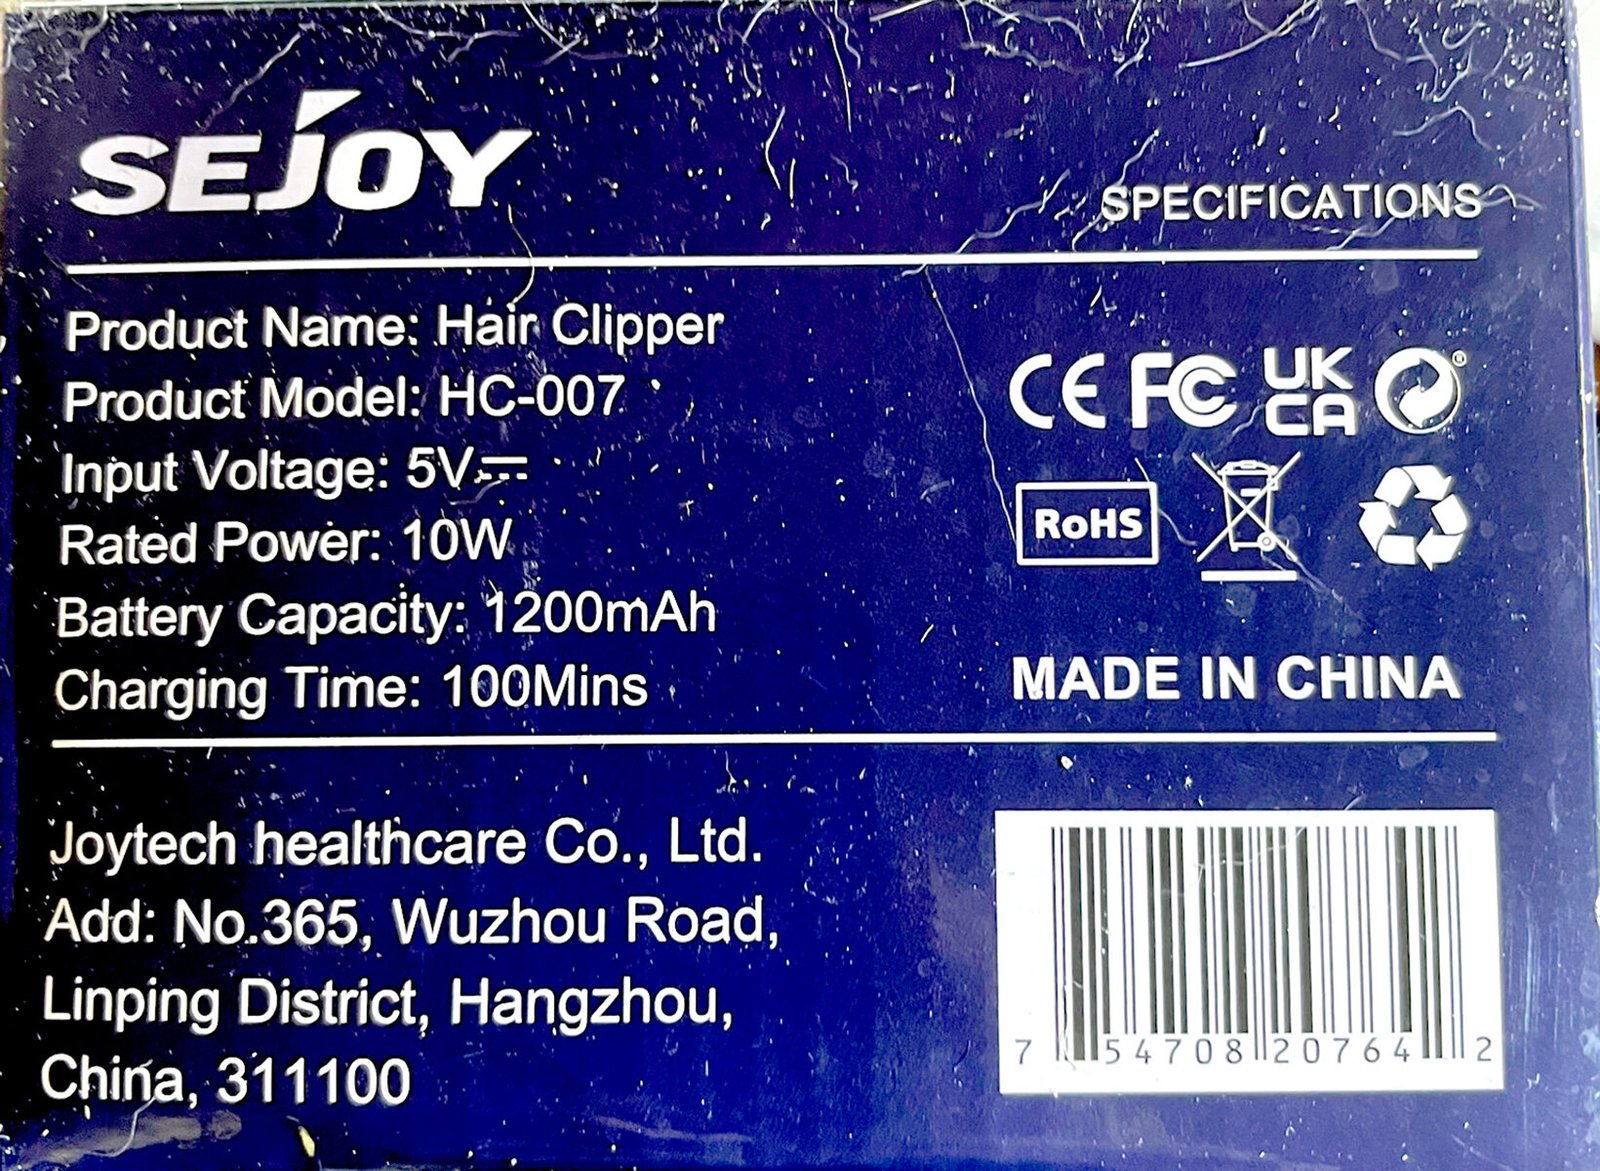 SEJOY
SPECIFICATIONS
Product Name: Hair Clipper
Product Model: HC-007
Input Voltage: 5V⎓
Rated Power: 10W
Battery Capacity: 1200mAh
Charging Time: 100Mins
CE FC UK CA ®
RoHS
MADE IN CHINA
Joytech healthcare Co., Ltd.
Add: No.365, Wuzhou Road,
Linping District, Hangzhou,
China, 311100
7 54708 20764 2